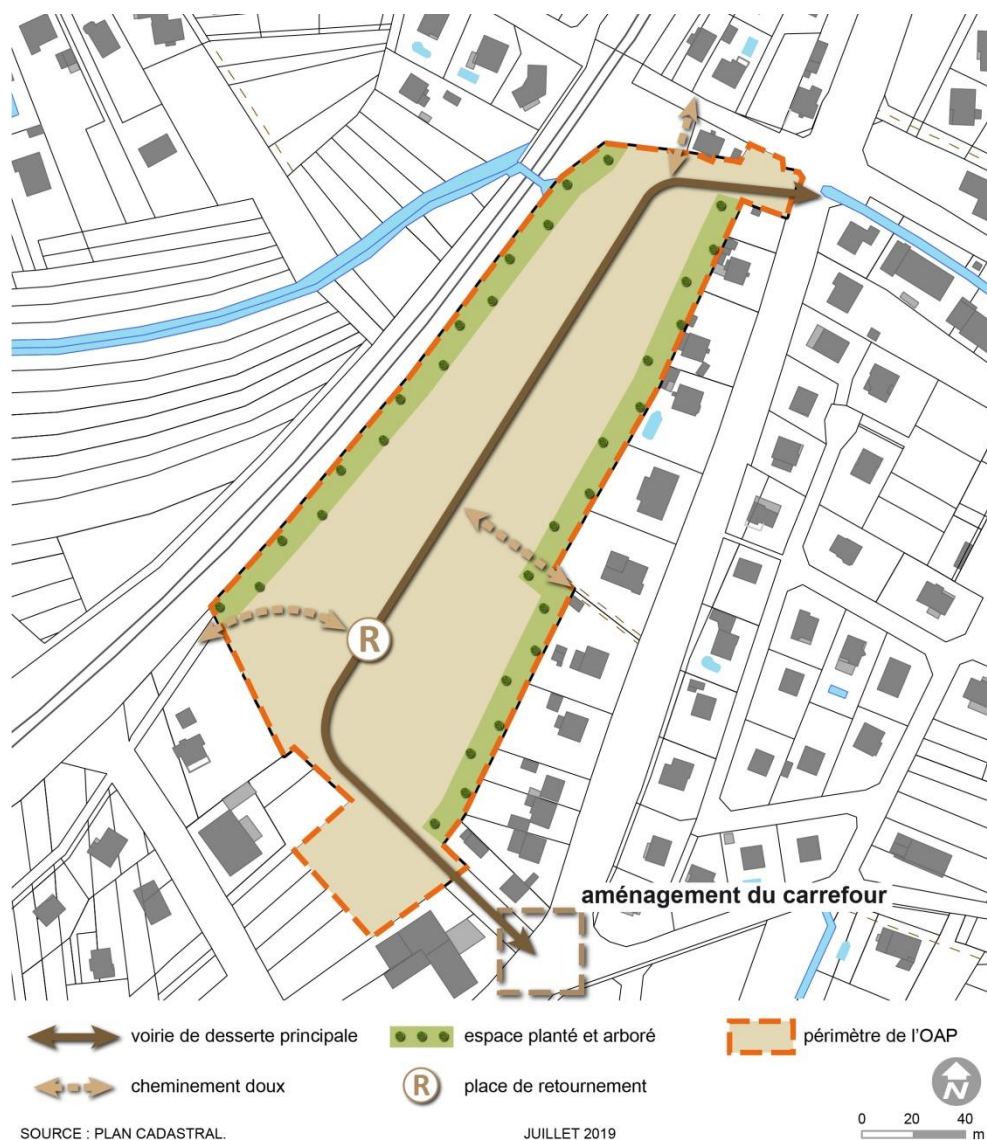 R
aménagement du carrefour
voirie de desserte principale
espace planté et arboré
périmètre de l'OAP
cheminement doux
R
place de retournement
N
SOURCE : PLAN CADASTRAL.
JUILLET 2019
0 20 40
m